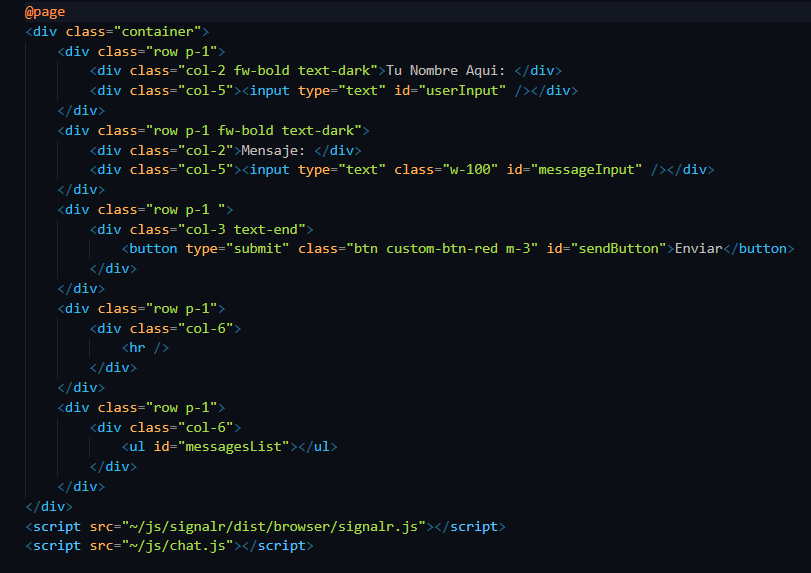 @page
<div class="container">
    <div class="row p-1">
        <div class="col-2 fw-bold text-dark">Tu Nombre Aqui: </div>
        <div class="col-5"><input type="text" id="userInput" /></div>
    </div>
    <div class="row p-1 fw-bold text-dark">
        <div class="col-2">Mensaje: </div>
        <div class="col-5"><input type="text" class="w-100" id="messageInput" /></div>
    </div>
    <div class="row p-1 ">
        <div class="col-3 text-end">
            <button type="submit" class="btn custom-btn-red m-3" id="sendButton">Enviar</button>
        </div>
    </div>
    <div class="row p-1">
        <div class="col-6">
            <hr />
        </div>
    </div>
    <div class="row p-1">
        <div class="col-6">
            <ul id="messagesList"></ul>
        </div>
    </div>
</div>
<script src="~/js/signalr/dist/browser/signalr.js"></script>
<script src="~/js/chat.js"></script>